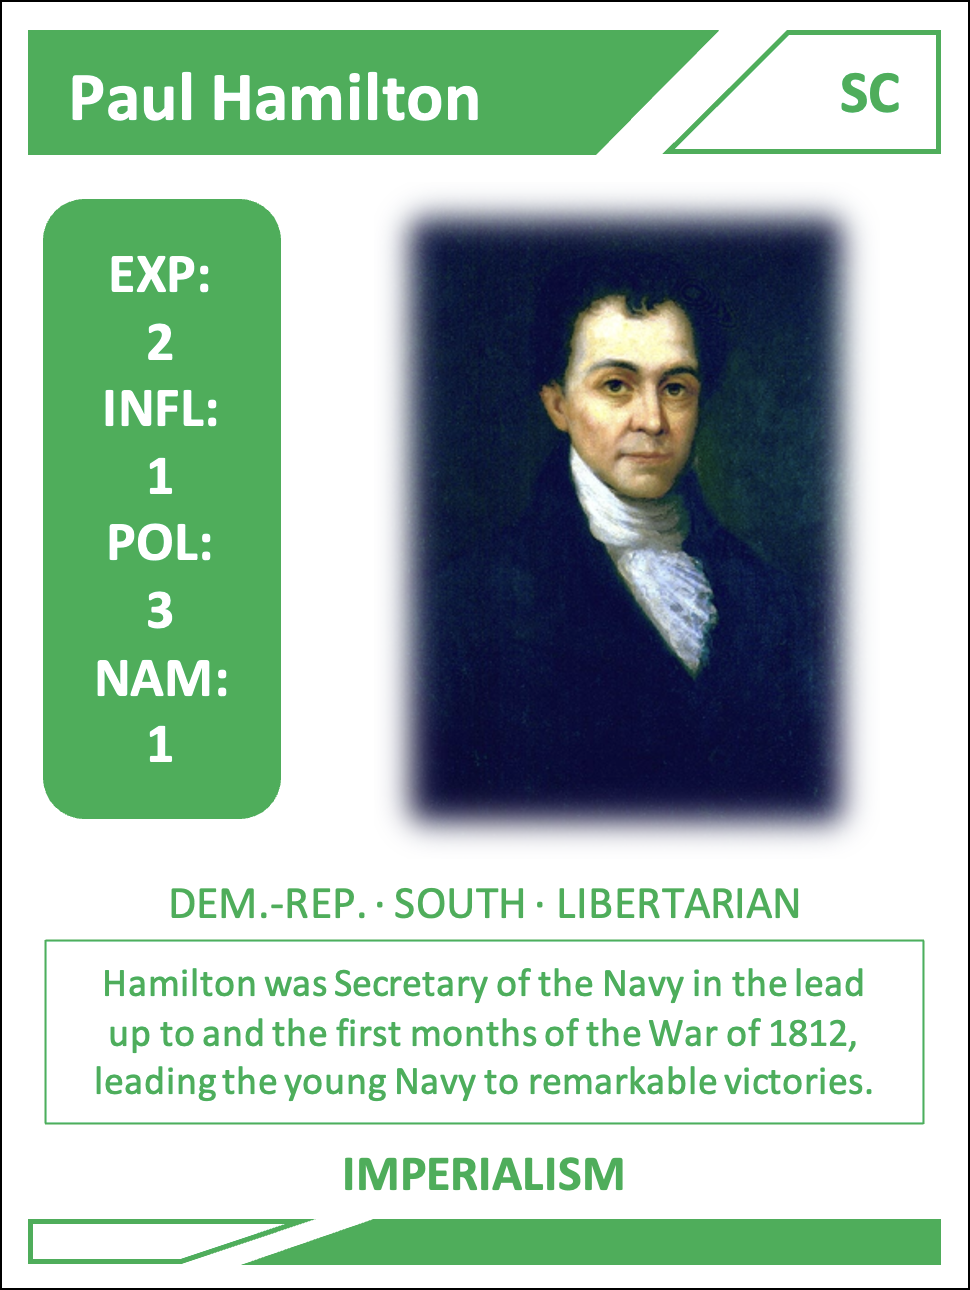 Paul Hamilton
SC
EXP:
2
INFL:
1
POL:
3
NAM:
1
DEM.-REP. · SOUTH · LIBERTARIAN
Hamilton was Secretary of the Navy in the lead
up to and the first months of the War of 1812,
leading the young Navy to remarkable victories.
IMPERIALISM